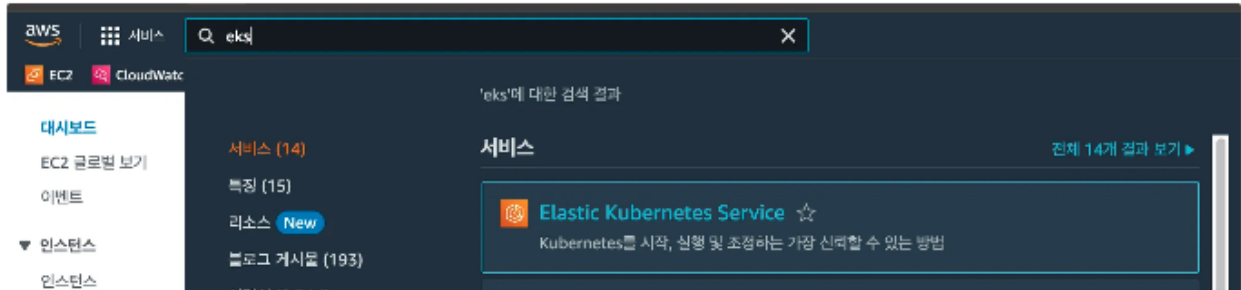 aws 서비스 eks
EC2 CloudWatc
'eks'에 대한 검색 결과
대시보드
EC2 글로벌 보기
이벤트
인스턴스
인스턴스
서비스 (14)
특징 (15)
리소스 New
블로그 게시물 (193)
서비스 전체 14개 결과 보기
Elastic Kubernetes Service
Kubernetes를 시작, 실행 및 조정하는 가장 신뢰할 수 있는 방법